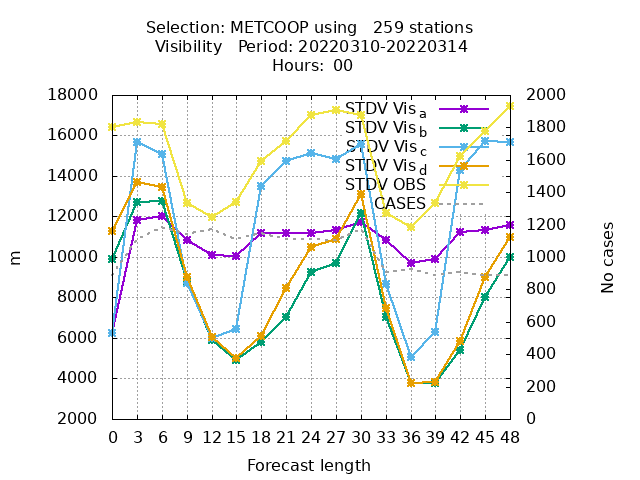 Selection: METCOOP using   259 stations
Visibility   Period: 20220310-20220314
Hours:  00
18000
16000
14000
12000
10000
8000
6000
4000
2000
m
2000
1800
1600
1400
1200
1000
800
600
400
200
0
No cases
STDV Vis a
STDV Vis b
STDV Vis c
STDV Vis d
STDV OBS
CASES
0 3 6 9 12 15 18 21 24 27 30 33 36 39 42 45 48
Forecast length